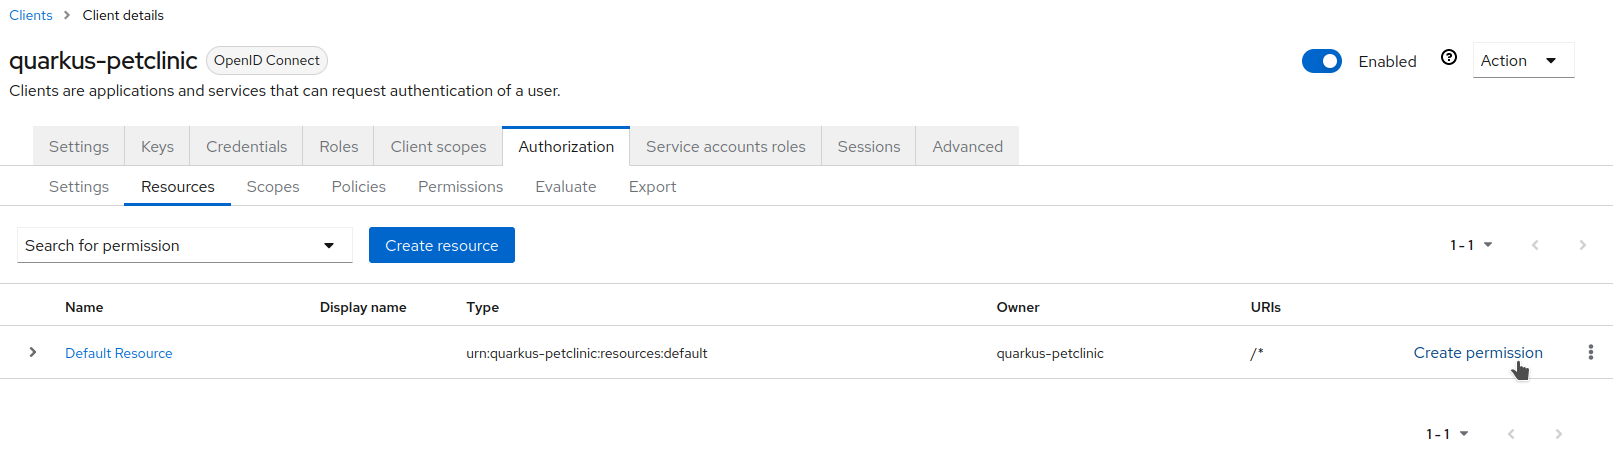 Clients > Client details
quarkus-petclinic OpenID Connect Enabled Action
Clients are applications and services that can request authentication of a user.
Settings Keys Credentials Roles Client scopes Authorization Service accounts roles Sessions Advanced
Settings Resources Scopes Policies Permissions Evaluate Export
Search for permission Create resource 1 - 1
Name Display name Type Owner URIs
Default Resource urn:quarkus-petclinic:resources:default quarkus-petclinic /* Create permission
1 - 1